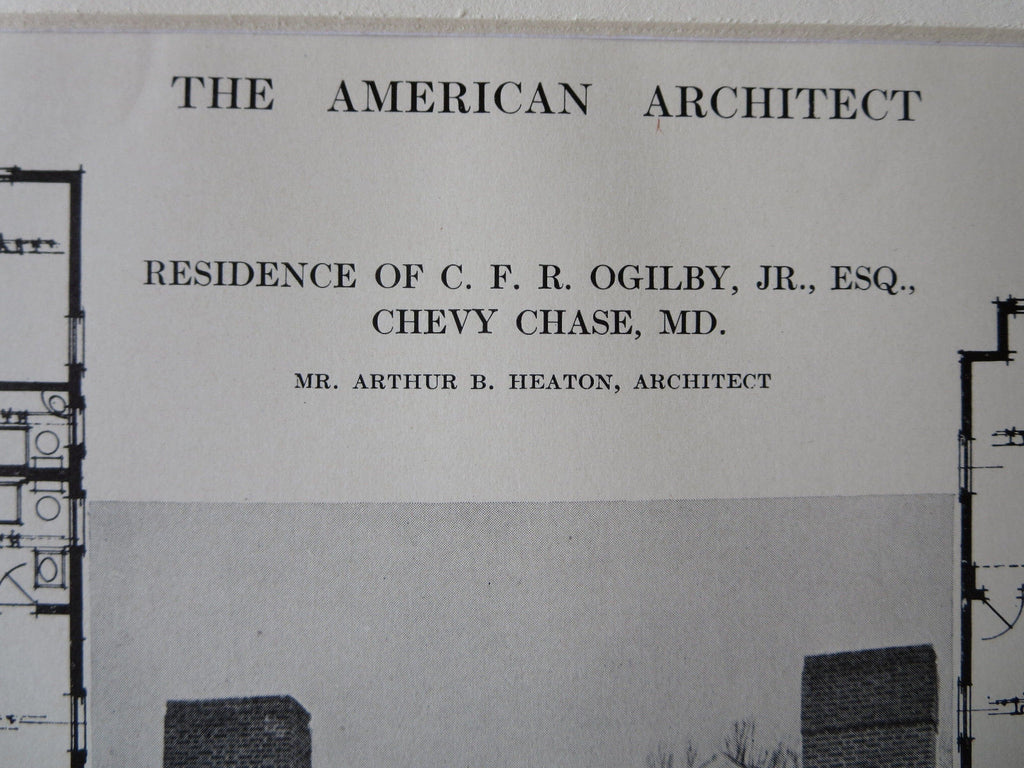 THE AMERICAN ARCHITECT
RESIDENCE OF C. F. R. OGILBY, JR., ESQ.,
CHEVY CHASE, MD.
MR. ARTHUR B. HEATON, ARCHITECT